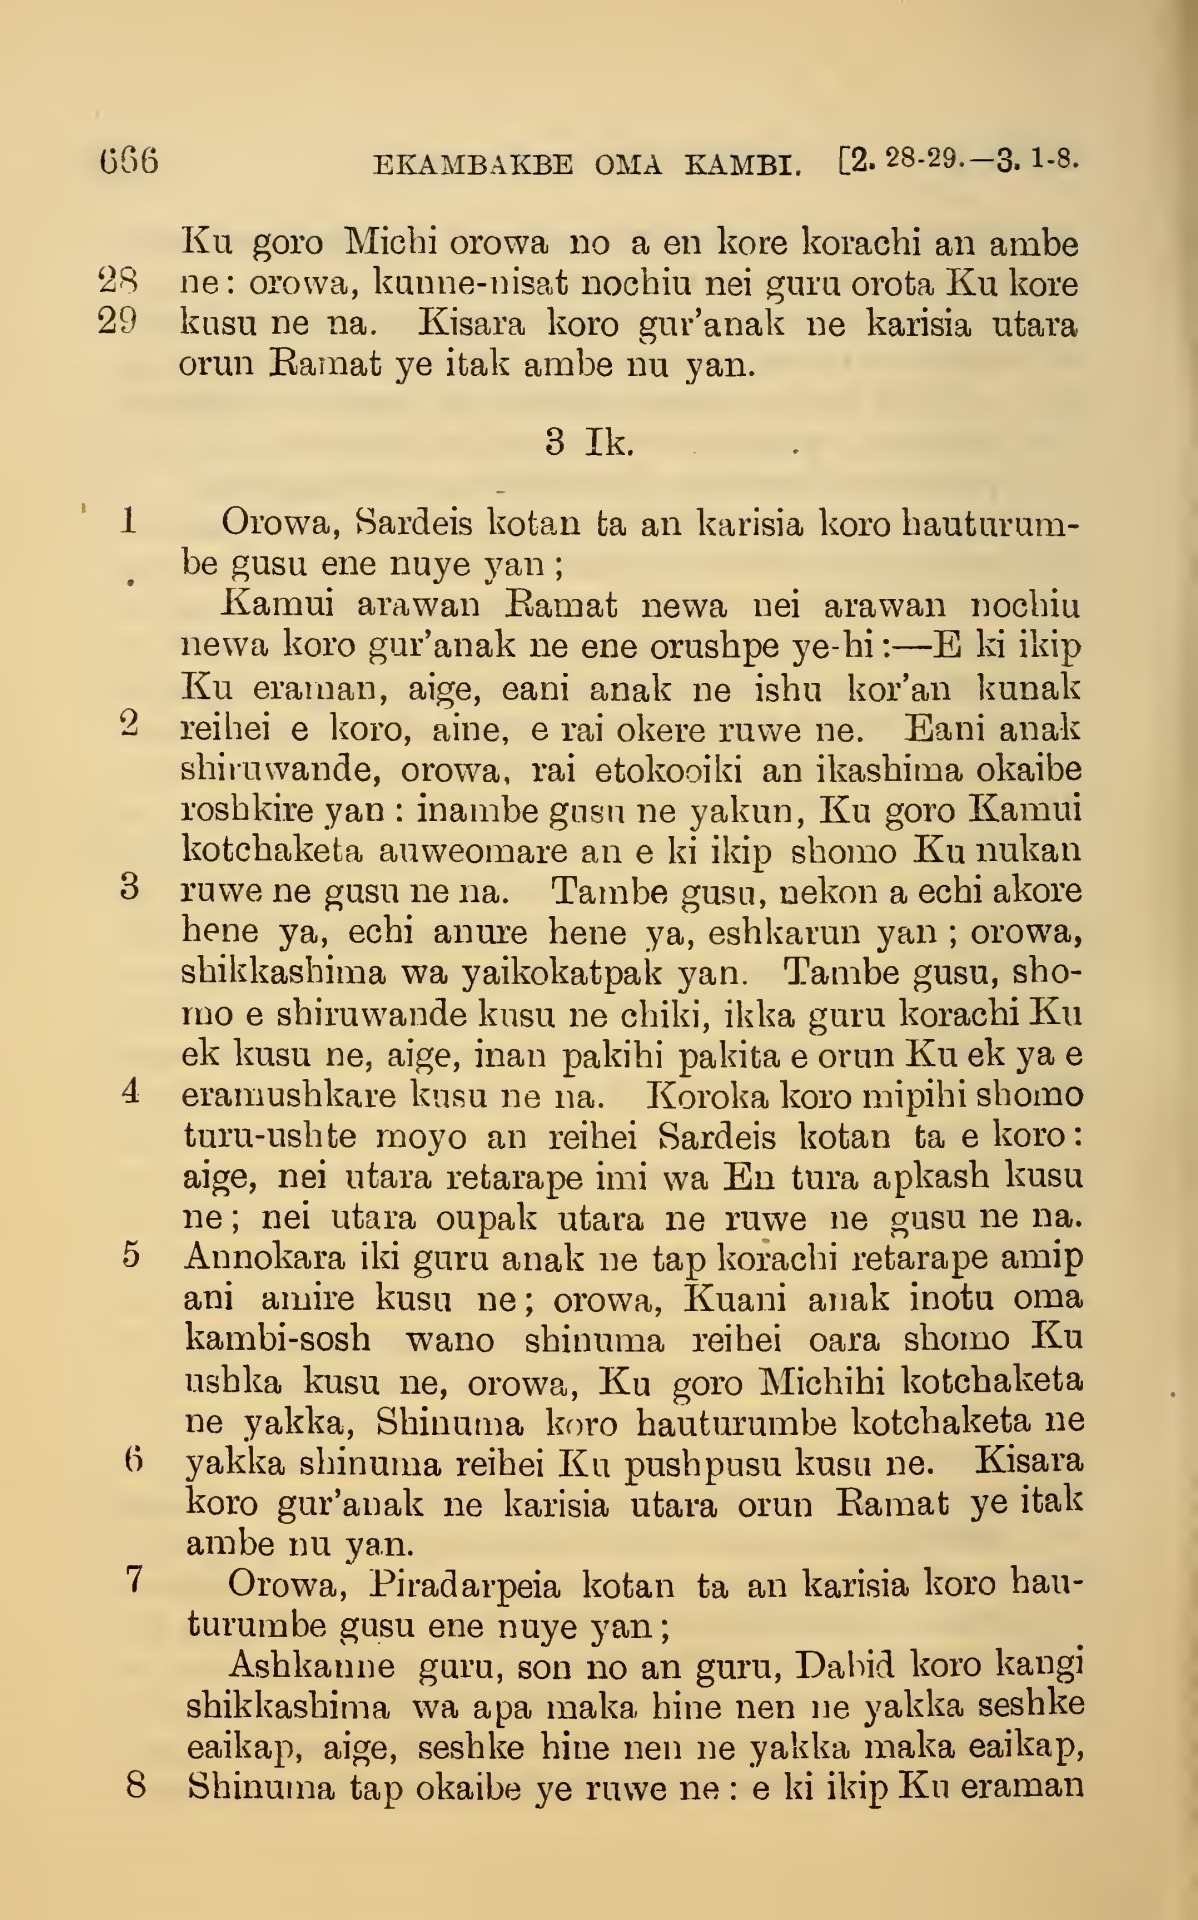 666 EKAMBAKBE OMA KAMBI. [2. 28-29.—3. 1-8.
Ku goro Michi orowa no a en kore korachi an ambe
28 ne: orowa, kunne-nisat nochiu nei guru orota Ku kore
29 kusu ne na. Kisara koro gur'anak ne karisia utara
orun Ramat ye itak ambe nu yan.
3 Ik.
1 Orowa, Sardeis kotan ta an karisia koro hauturum-
be gusu ene nuye yan;
Kamui arawan Ramat newa nei arawan nochiu
newa koro gur'anak ne ene orushpe ye-hi:—E ki ikip
Ku eraman, aige, eani anak ne ishu kor'an kunak
2 reihei e koro, aine, e rai okere ruwe ne. Eani anak
shiruwande, orowa, rai etokooiki an ikashima okaibe
roshkire yan: inambe gusu ne yakun, Ku goro Kamui
kotchaketa auweomare an e ki ikip shomo Ku nukan
3 ruwe ne gusu ne na. Tambe gusu, nekon a echi akore
hene ya, echi anure hene ya, eshkarun yan; orowa,
shikkashima wa yaikokatpak yan. Tambe gusu, sho-
mo e shiruwande kusu ne chiki, ikka guru korachi Ku
ek kusu ne, aige, inan pakihi pakita e orun Ku ek ya e
4 eramushkare kusu ne na. Koroka koro mipihi shomo
turu-ushte moyo an reihei Sardeis kotan ta e koro:
aige, nei utara retarape imi wa En tura apkash kusu
ne; nei utara oupak utara ne ruwe ne gusu ne na.
5 Annokara iki guru anak ne tap korachi retarape amip
ani amire kusu ne; orowa, Kuani anak inotu oma
kambi-sosh wano shinuma reihei oara shomo Ku
ushka kusu ne, orowa, Ku goro Michihi kotchaketa
ne yakka, Shinuma koro hauturumbe kotchaketa ne
6 yakka shinuma reihei Ku pushpusu kusu ne. Kisara
koro gur'anak ne karisia utara orun Ramat ye itak
ambe nu yan.
7 Orowa, Piradarpeia kotan ta an karisia koro hau-
turumbe gusu ene nuye yan;
Ashkanne guru, son no an guru, Dabid koro kangi
shikkashima wa apa maka hine nen ne yakka seshke
eaikap, aige, seshke hine nen ne yakka maka eaikap,
8 Shinuma tap okaibe ye ruwe ne: e ki ikip Ku eraman